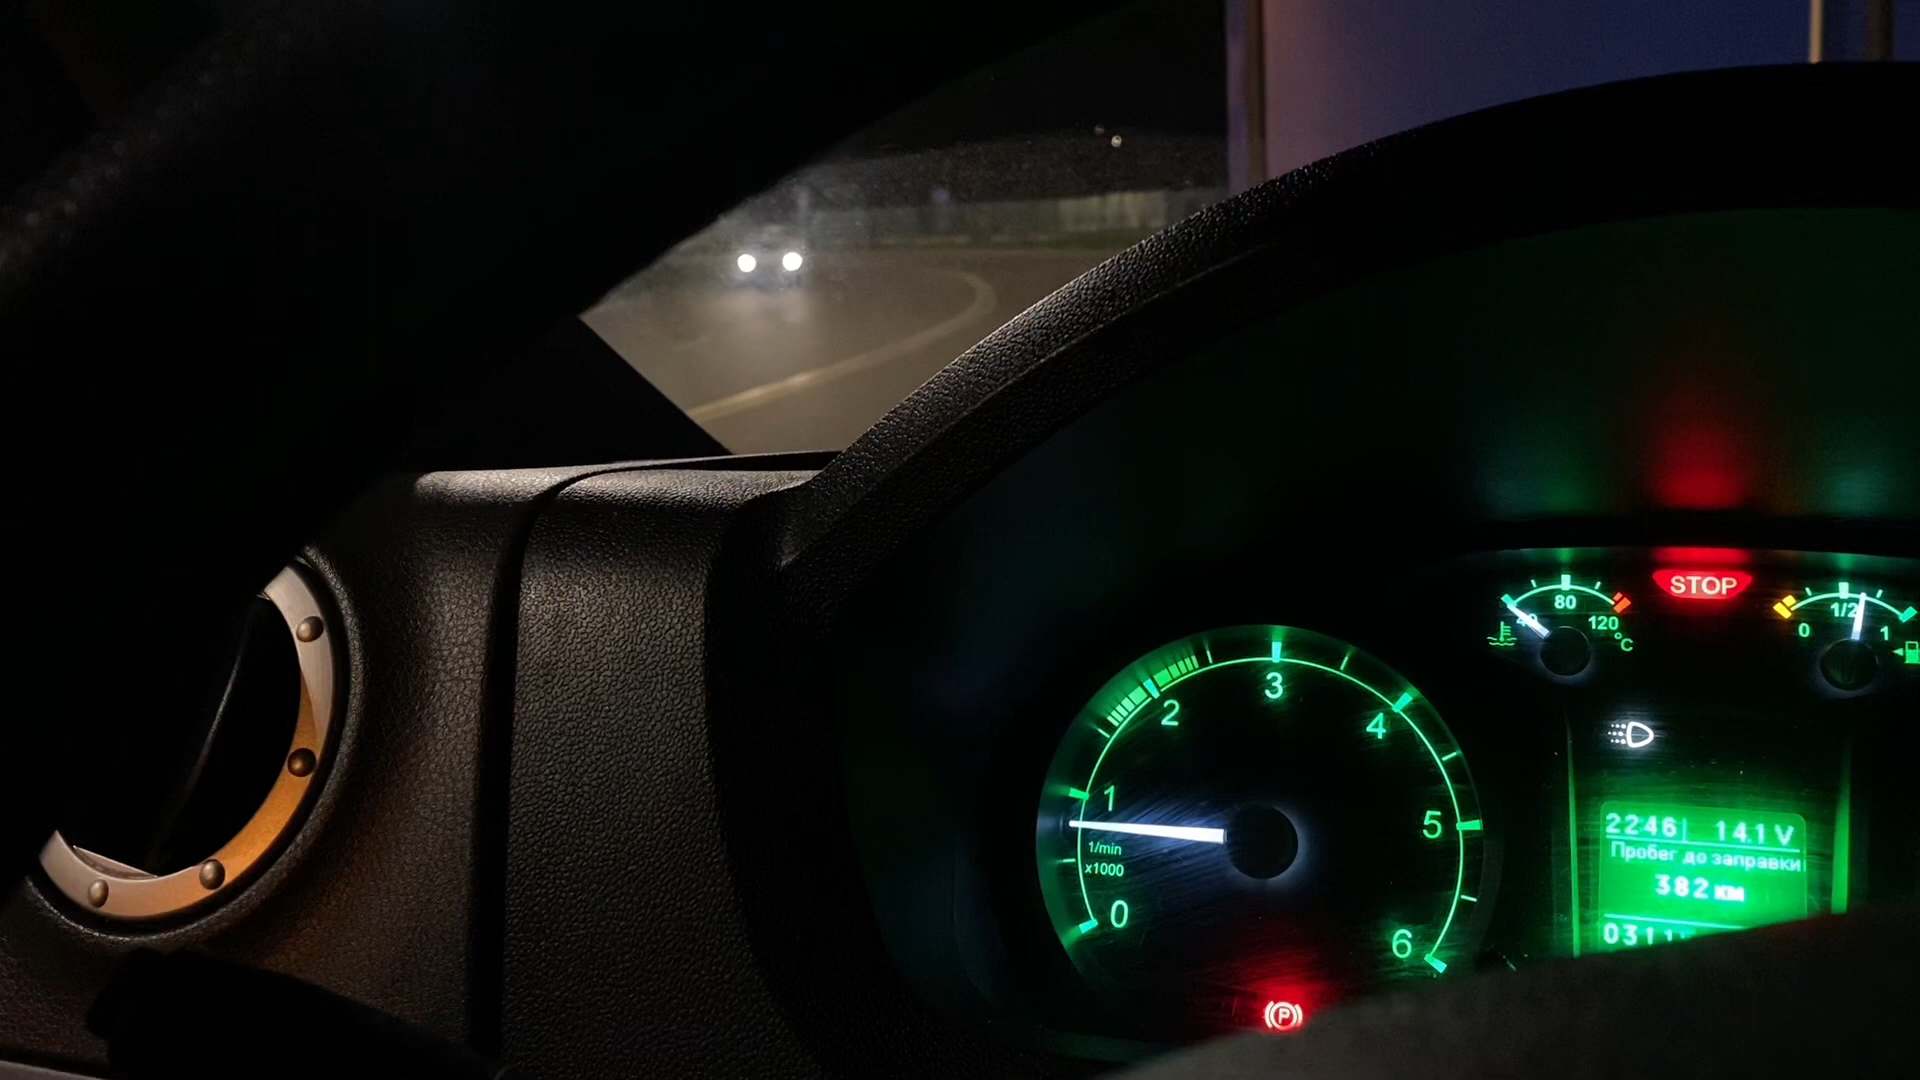 STOP
40 80 120 °C
0 1/2 1
0 1 2 3 4 5 6
1/min
x1000
2246 14.1 V
Пробег до заправки
382 км
P